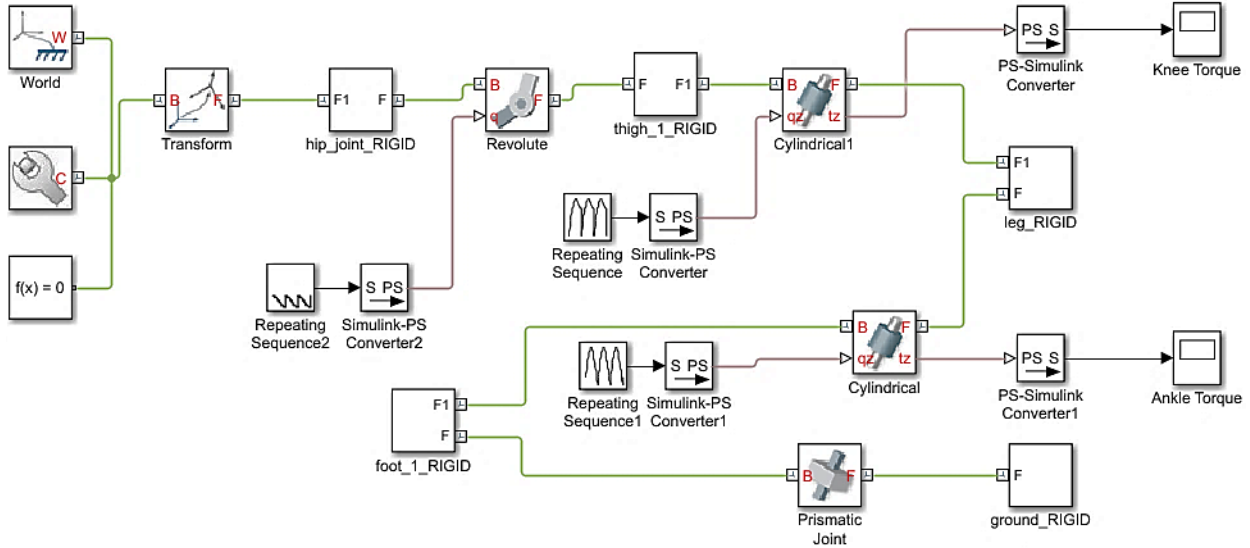 W
World
C
f(x) = 0
B
F
Transform
F1
F
hip_joint_RIGID
B
q
F
Revolute
F
F1
thigh_1_RIGID
B
F
qz
tz
Cylindrical1
PS S
PS-Simulink
Converter
Knee Torque
F1
F
leg_RIGID
Repeating
Sequence
S PS
Simulink-PS
Converter
Repeating
Sequence2
S PS
Simulink-PS
Converter2
Repeating
Sequence1
S PS
Simulink-PS
Converter1
B
F
qz
tz
Cylindrical
PS S
PS-Simulink
Converter1
Ankle Torque
F1
F
foot_1_RIGID
B
F
Prismatic
Joint
F
ground_RIGID